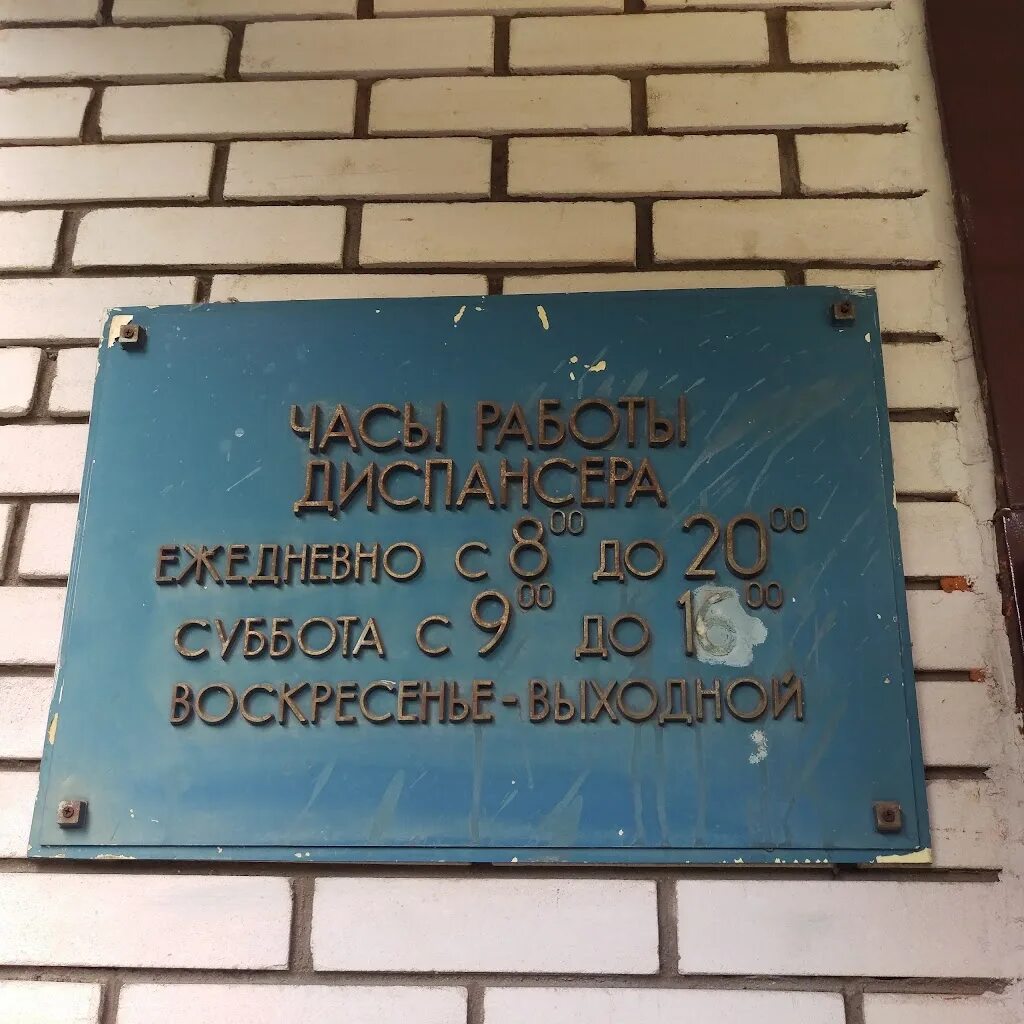 ЧАСЫ РАБОТЫ
ДИСПАНСЕРА
ЕЖЕДНЕВНО С 8⁰⁰ ДО 20⁰⁰
СУББОТА С 9⁰⁰ ДО 16⁰⁰
ВОСКРЕСЕНЬЕ - ВЫХОДНОЙ